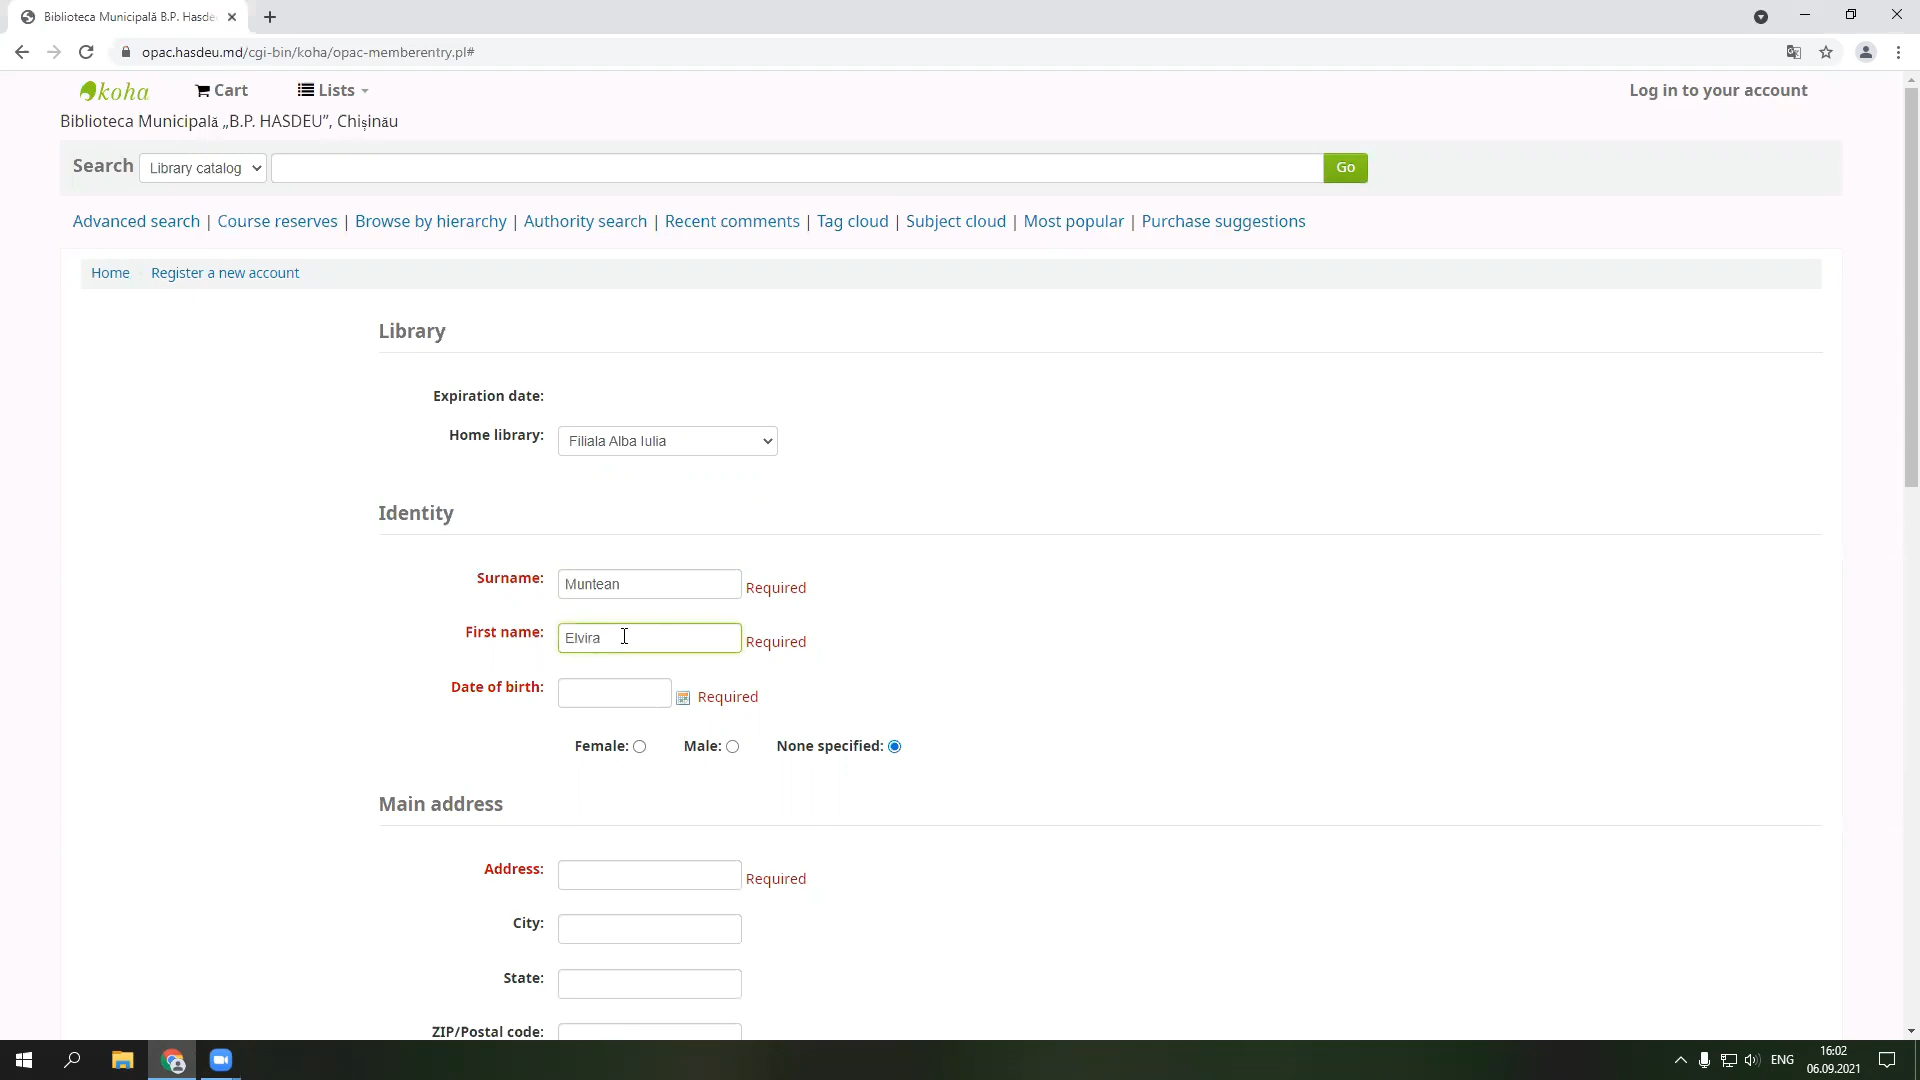 Biblioteca Municipală B.P. Hasde
opac.hasdeu.md/cgi-bin/koha/opac-memberentry.pl#
koha Cart Lists Log in to your account
Biblioteca Municipală „B.P. HASDEU”, Chișinău
Search Library catalog Go
Advanced search | Course reserves | Browse by hierarchy | Authority search | Recent comments | Tag cloud | Subject cloud | Most popular | Purchase suggestions
Home Register a new account
Library
Expiration date:
Home library: Filiala Alba Iulia
Identity
Surname: Muntean Required
First name: Elvira Required
Date of birth: Required
Female: Male: None specified:
Main address
Address: Required
City:
State:
ZIP/Postal code:
ENG 16:02
06.09.2021